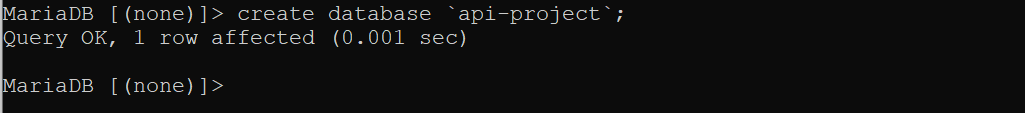 MariaDB [(none)]> create database `api-project`;
Query OK, 1 row affected (0.001 sec)
MariaDB [(none)]>